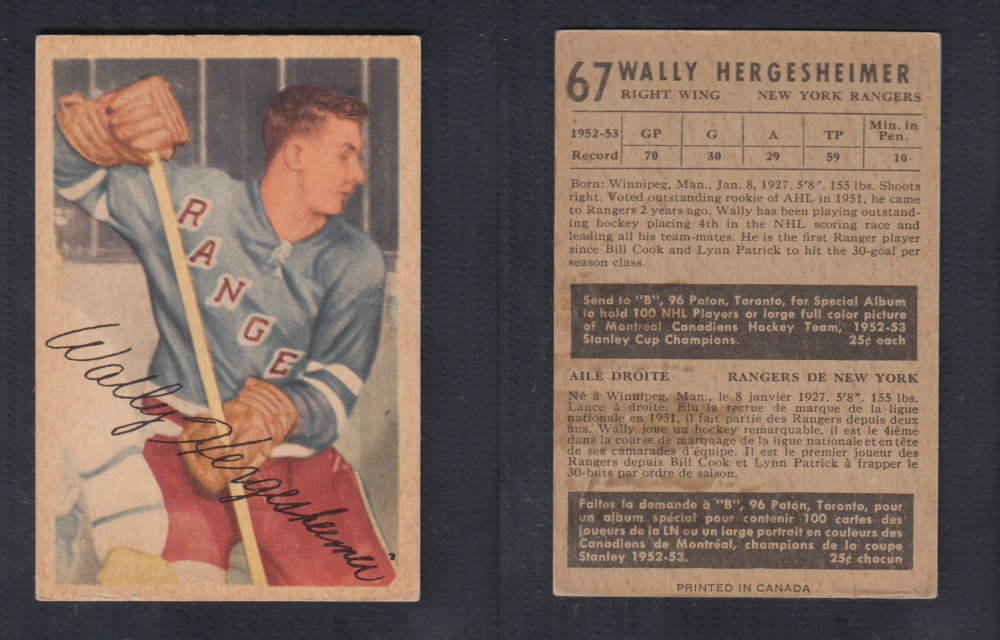 RANGE
Wally Hergesheimer
67 WALLY HERGESHEIMER
RIGHT WING NEW YORK RANGERS
1952-53 GP G A TP Min. in Pen.
Record 70 30 29 59 10
Born: Winnipeg, Man., Jan. 8, 1927. 5'8". 155 lbs. Shoots
right. Voted outstanding rookie of AHL in 1951, he came
to Rangers 2 years ago. Wally has been playing outstand-
ing hockey placing 4th in the NHL scoring race and
leading all his team-mates. He is the first Ranger player
since Bill Cook and Lynn Patrick to hit the 30-goal per
season class.
Send to "B", 96 Paton, Toronto, for Special Album
to hold 100 NHL Players or large full color picture
of Montreal Canadiens Hockey Team, 1952-53
Stanley Cup Champions. 25¢ each
AILE DROITE RANGERS DE NEW YORK
Né à Winnipeg, Man., le 8 janvier 1927. 5'8". 155 lbs.
Lance à droite. Elu la recrue de marque de la ligue
nationale en 1951, il fait partie des Rangers depuis deux
ans. Wally joue un hockey remarquable, il est le 4ième
dans la course de marquage de la ligue nationale et en tête
de ses camarades d'équipe. Il est le premier joueur des
Rangers depuis Bill Cook et Lynn Patrick à frapper le
30-buts par ordre de saison.
Faites la demande à "B", 96 Paton, Toronto, pour
un album spécial pour contenir 100 cartes des
joueurs de la LN ou un large portrait en couleurs des
Canadiens de Montréal, champions de la coupe
Stanley 1952-53. 25¢ chacun
PRINTED IN CANADA